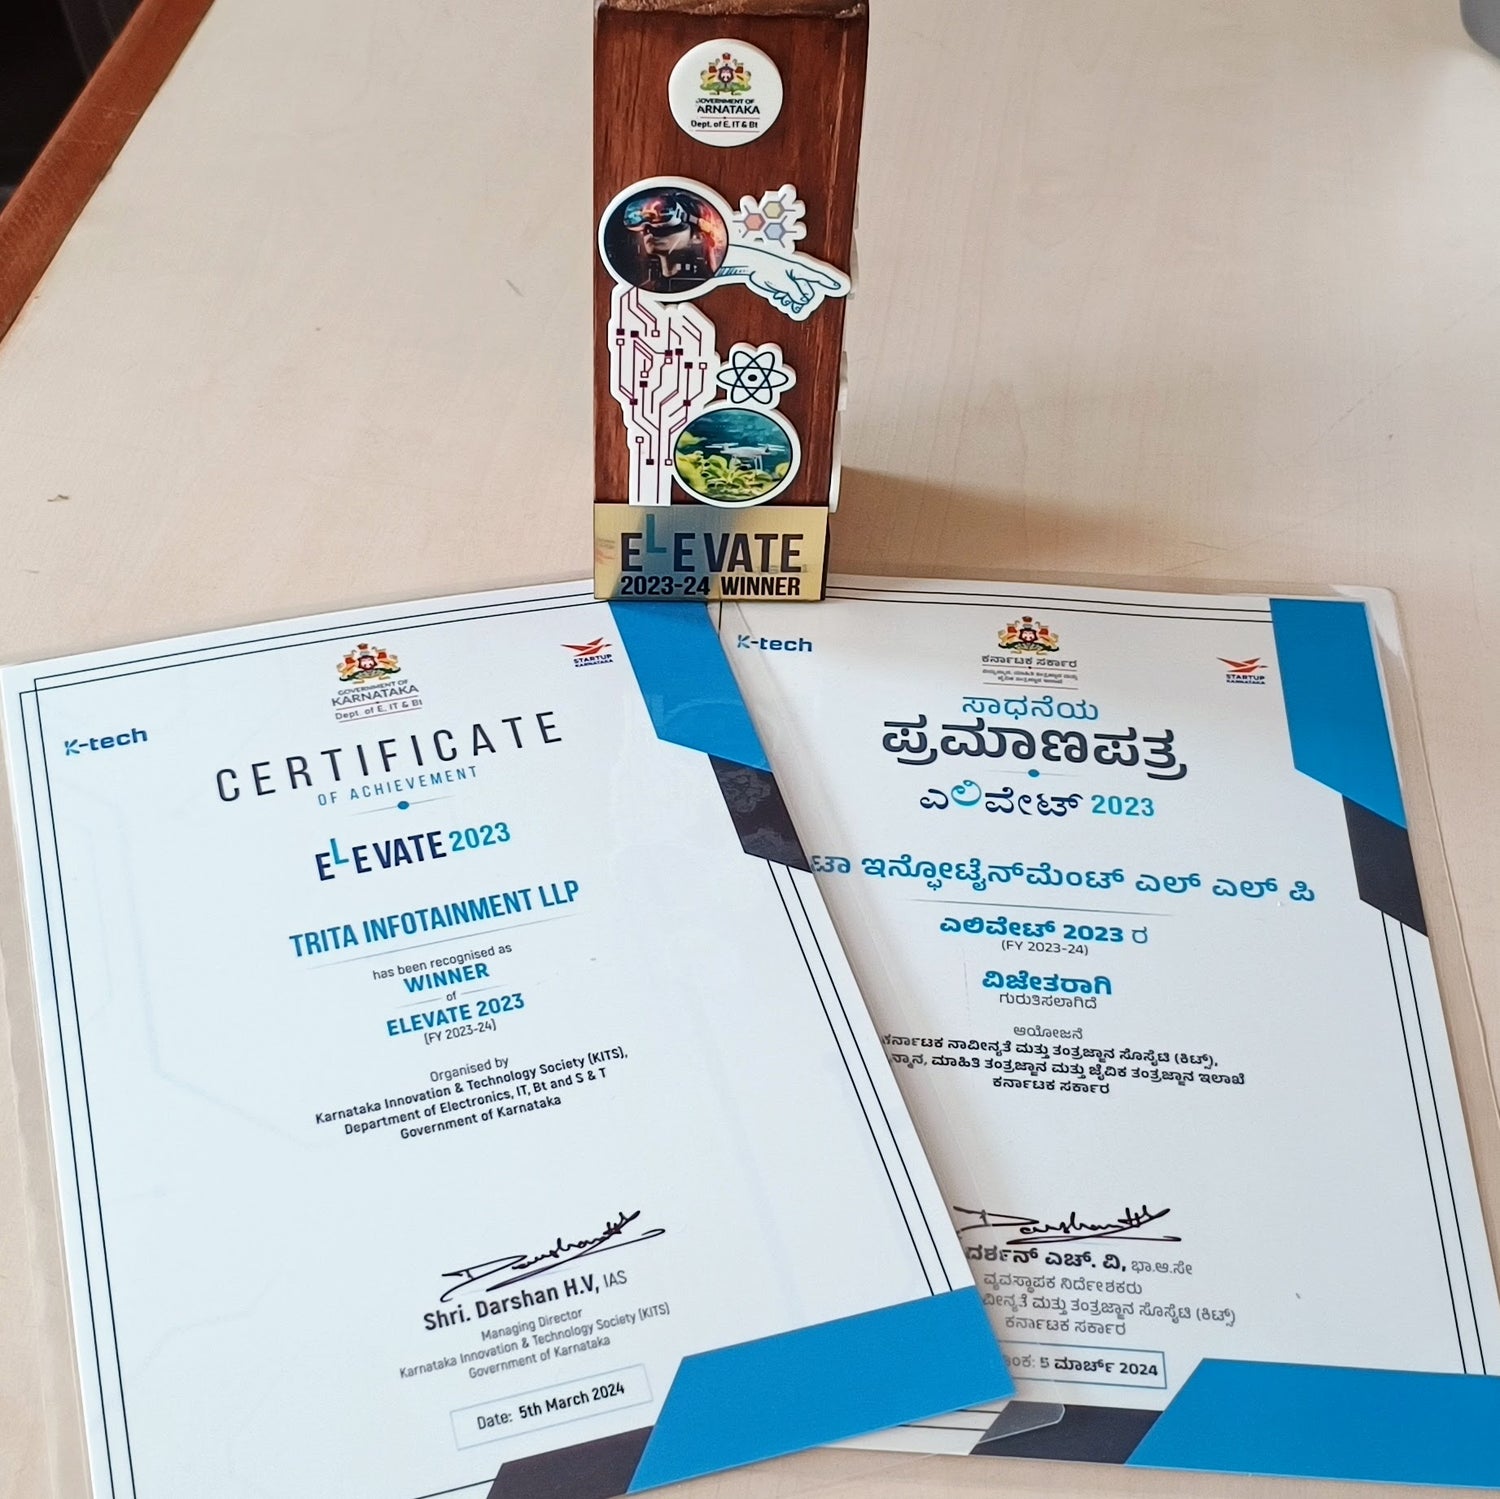 GOVERNMENT OF
KARNATAKA
Dept. of E, IT & Bt
ELEVATE
2023-24 WINNER
K-tech
GOVERNMENT OF
KARNATAKA
Dept. of E, IT & Bt
STARTUP
KARNATAKA
CERTIFICATE
OF ACHIEVEMENT
ELEVATE 2023
TRITA INFOTAINMENT LLP
has been recognised as
WINNER
of
ELEVATE 2023
(FY 2023-24)
Organised by
Karnataka Innovation & Technology Society (KITS),
Department of Electronics, IT, Bt and S & T
Government of Karnataka
Shri. Darshan H.V, IAS
Managing Director
Karnataka Innovation & Technology Society (KITS)
Government of Karnataka
Date: 5th March 2024
K-tech
ಕರ್ನಾಟಕ ಸರ್ಕಾರ
STARTUP
KARNATAKA
ಸಾಧನೆಯ
ಪ್ರಮಾಣಪತ್ರ
ಎಲಿವೇಟ್ 2023
ಟಾ ಇನ್ಫೋಟೈನ್‌ಮೆಂಟ್ ಎಲ್ ಎಲ್ ಪಿ
ಎಲಿವೇಟ್ 2023 ರ
(FY 2023-24)
ವಿಜೇತರಾಗಿ
ಗುರುತಿಸಲಾಗಿದೆ
ಆಯೋಜನೆ
ಕರ್ನಾಟಕ ನಾವೀನ್ಯತೆ ಮತ್ತು ತಂತ್ರಜ್ಞಾನ ಸೊಸೈಟಿ (ಕಿಟ್ಸ್),
ಮಾಹಿತಿ ತಂತ್ರಜ್ಞಾನ ಮತ್ತು ಜೈವಿಕ ತಂತ್ರಜ್ಞಾನ ಇಲಾಖೆ
ಕರ್ನಾಟಕ ಸರ್ಕಾರ
ದರ್ಶನ್ ಎಚ್. ವಿ, ಭಾ.ಆ.ಸೇ
ವ್ಯವಸ್ಥಾಪಕ ನಿರ್ದೇಶಕರು
ವೀನ್ಯತೆ ಮತ್ತು ತಂತ್ರಜ್ಞಾನ ಸೊಸೈಟಿ (ಕಿಟ್ಸ್)
ಕರ್ನಾಟಕ ಸರ್ಕಾರ
ಂಕ: 5 ಮಾರ್ಚ್ 2024